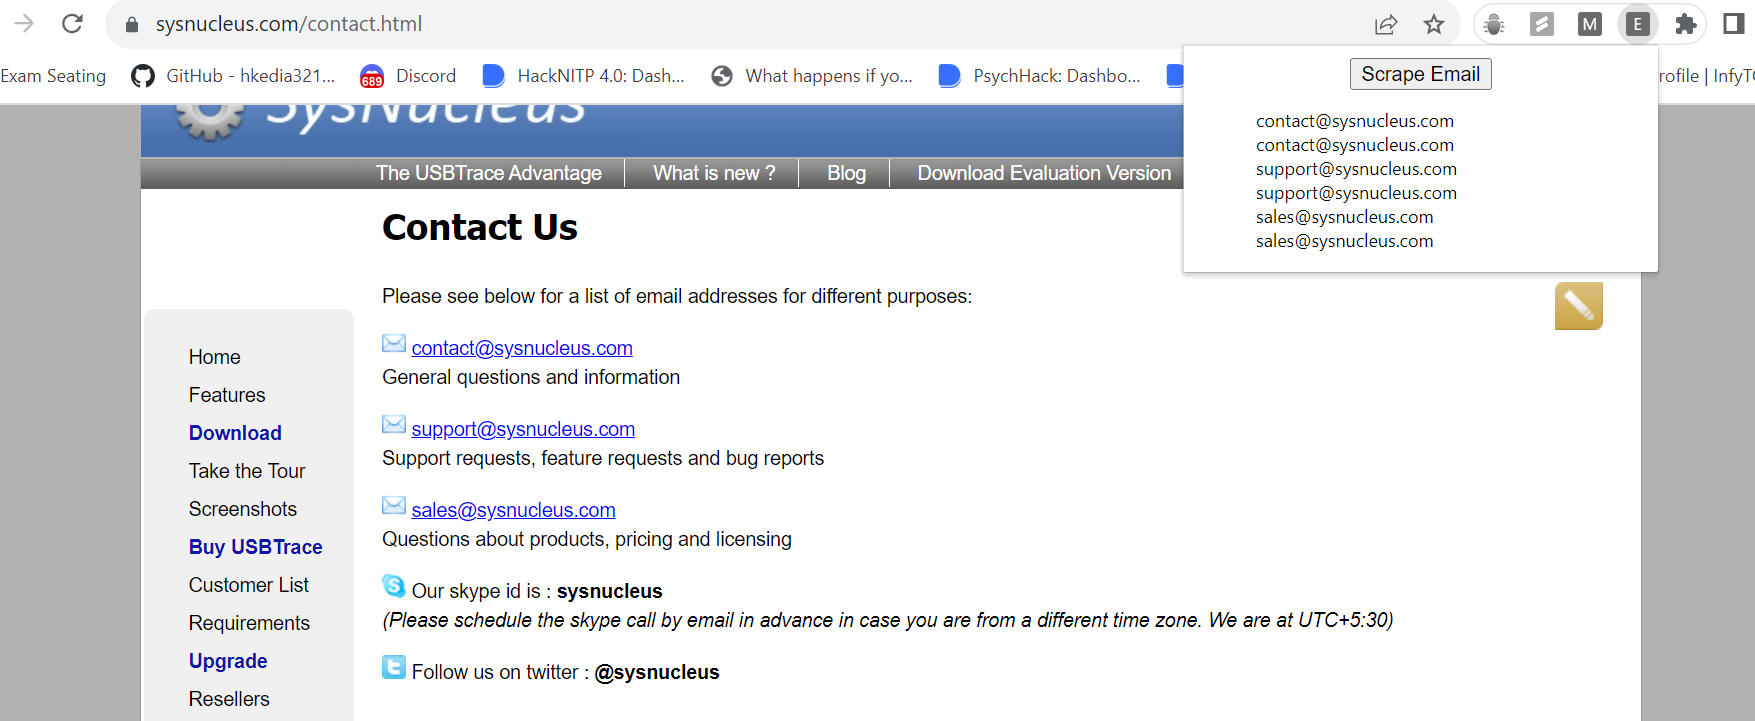 sysnucleus.com/contact.html
M
E
Exam Seating
GitHub - hkedia321...
689
Discord
HackNITP 4.0: Dash...
What happens if yo...
PsychHack: Dashbo...
rofile | InfyTC
Scrape Email
contact@sysnucleus.com
contact@sysnucleus.com
support@sysnucleus.com
support@sysnucleus.com
sales@sysnucleus.com
sales@sysnucleus.com
SysNucleus
The USBTrace Advantage
What is new ?
Blog
Download Evaluation Version
Contact Us
Please see below for a list of email addresses for different purposes:
contact@sysnucleus.com
General questions and information
support@sysnucleus.com
Support requests, feature requests and bug reports
sales@sysnucleus.com
Questions about products, pricing and licensing
Our skype id is : sysnucleus
(Please schedule the skype call by email in advance in case you are from a different time zone. We are at UTC+5:30)
Follow us on twitter : @sysnucleus
Home
Features
Download
Take the Tour
Screenshots
Buy USBTrace
Customer List
Requirements
Upgrade
Resellers